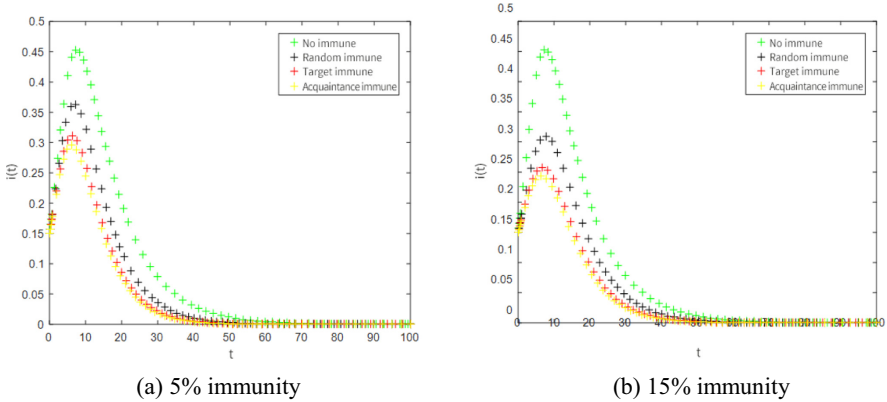 0.5
0.45
0.4
0.35
0.3
0.25
0.2
0.15
0.1
0.05
0
i(t)
No immune
Random immune
Target immune
Acquaintance immune
0 10 20 30 40 50 60 70 80 90 100
t
(a) 5% immunity
0.5
0.45
0.4
0.35
0.3
0.25
0.2
0.15
0.1
0.05
0
i(t)
No immune
Random immune
Target immune
Acquaintance immune
0 10 20 30 40 100
t
(b) 15% immunity